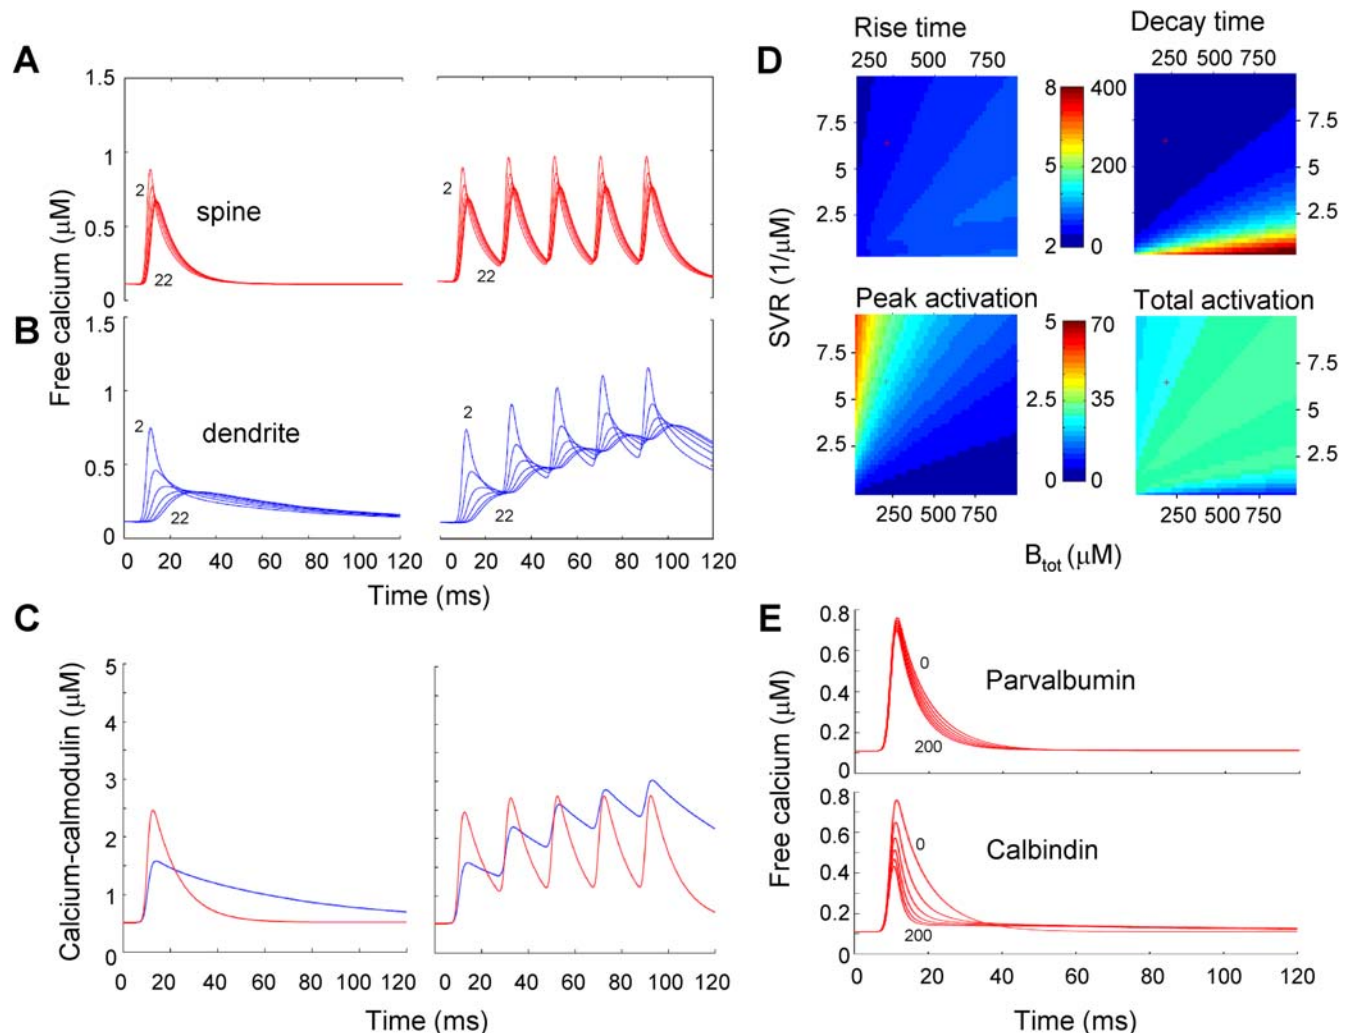 A
1.5
1
0.5
0
2
22
spine
B
1.5
1
0.5
0
2
22
dendrite
2
22
2
22
Free calcium (μM)
0 20 40 60 80 100 120
0 20 40 60 80 100 120
Time (ms)
C
5
4
3
2
1
0
Calcium-calmodulin (μM)
0 20 40 60 80 100 120
0 20 40 60 80 100 120
Time (ms)
D
Rise time
250 500 750
7.5
5
2.5
8
5
2
400
200
0
Decay time
250 500 750
7.5
5
2.5
SVR (1/μM)
Peak activation
7.5
5
2.5
250 500 750
5
2.5
0
70
35
0
Total activation
7.5
5
2.5
250 500 750
Btot (μM)
E
0.8
0.6
0.4
0.2
0
0
200
Parvalbumin
0 20 40 60 80 100 120
0.8
0.6
0.4
0.2
0
0
200
Calbindin
Free calcium (μM)
0 20 40 60 80 100 120
Time (ms)